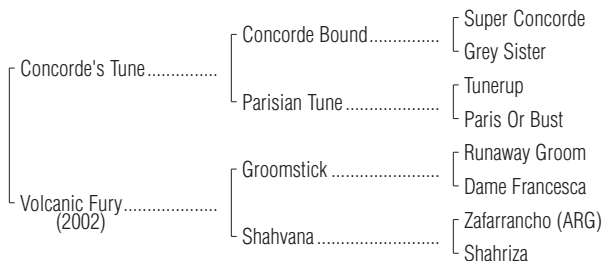 Super Concorde
Concorde Bound
Grey Sister
Concorde's Tune
Tunerup
Parisian Tune
Paris Or Bust
Runaway Groom
Groomstick
Dame Francesca
Volcanic Fury
(2002)
Zafarrancho (ARG)
Shahvana
Shahriza